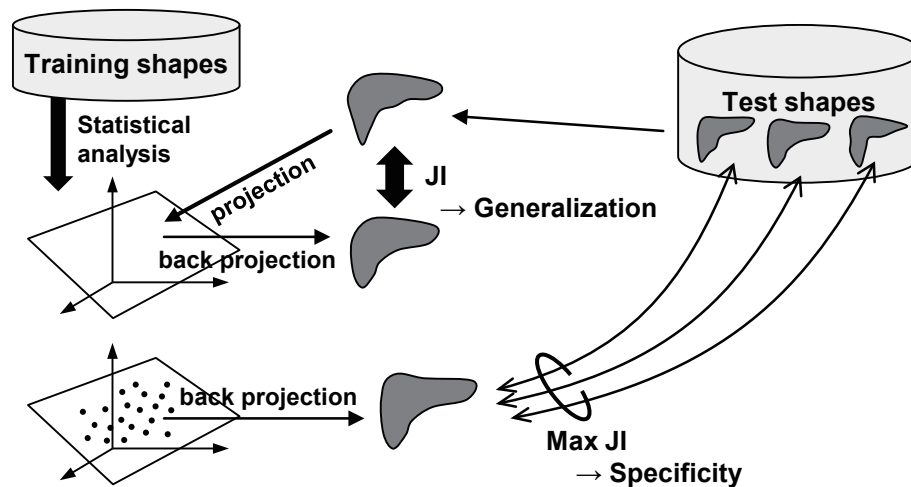 Training shapes
Statistical
analysis
Test shapes
projection
JI
→ Generalization
back projection
back projection
Max JI
→ Specificity